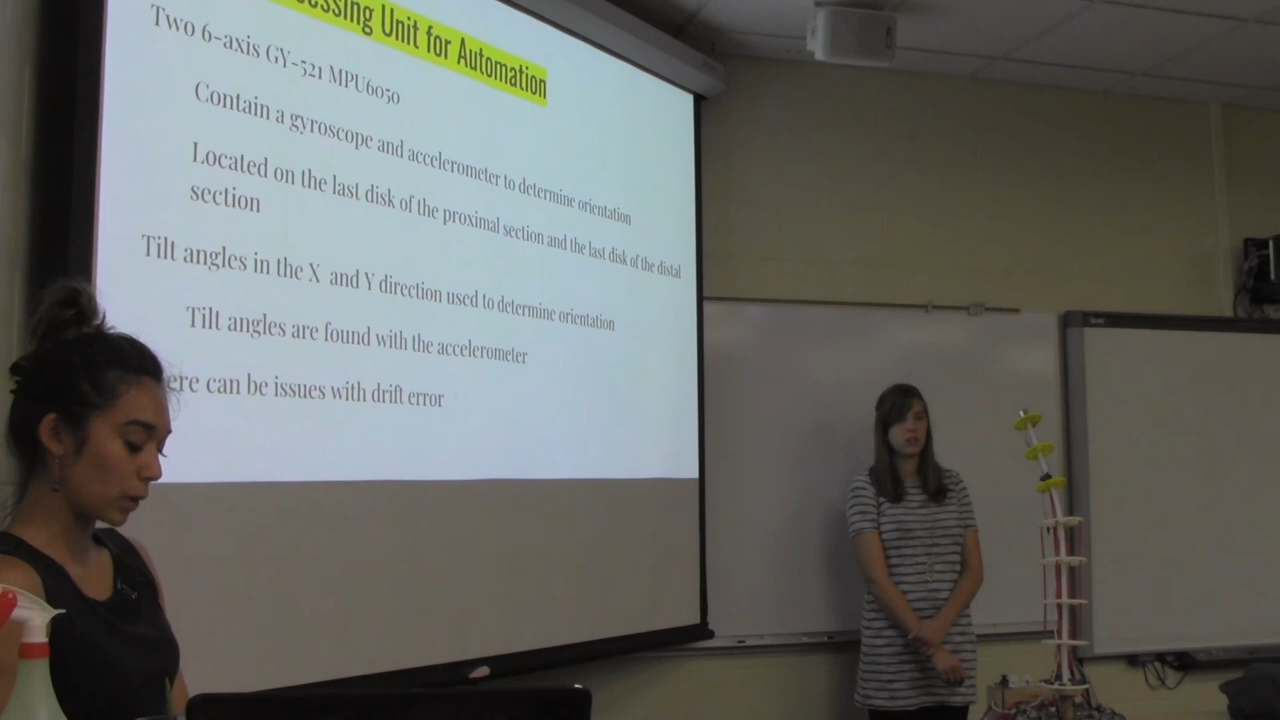 Unit for Automation
Two 6-axis GY-521 MPU6050
Contain a gyroscope and accelerometer to determine orientation
Located on the last disk of the proximal section and the last disk of the distal
section
Tilt angles in the X and Y direction used to determine orientation
Tilt angles are found with the accelerometer
can be issues with drift error